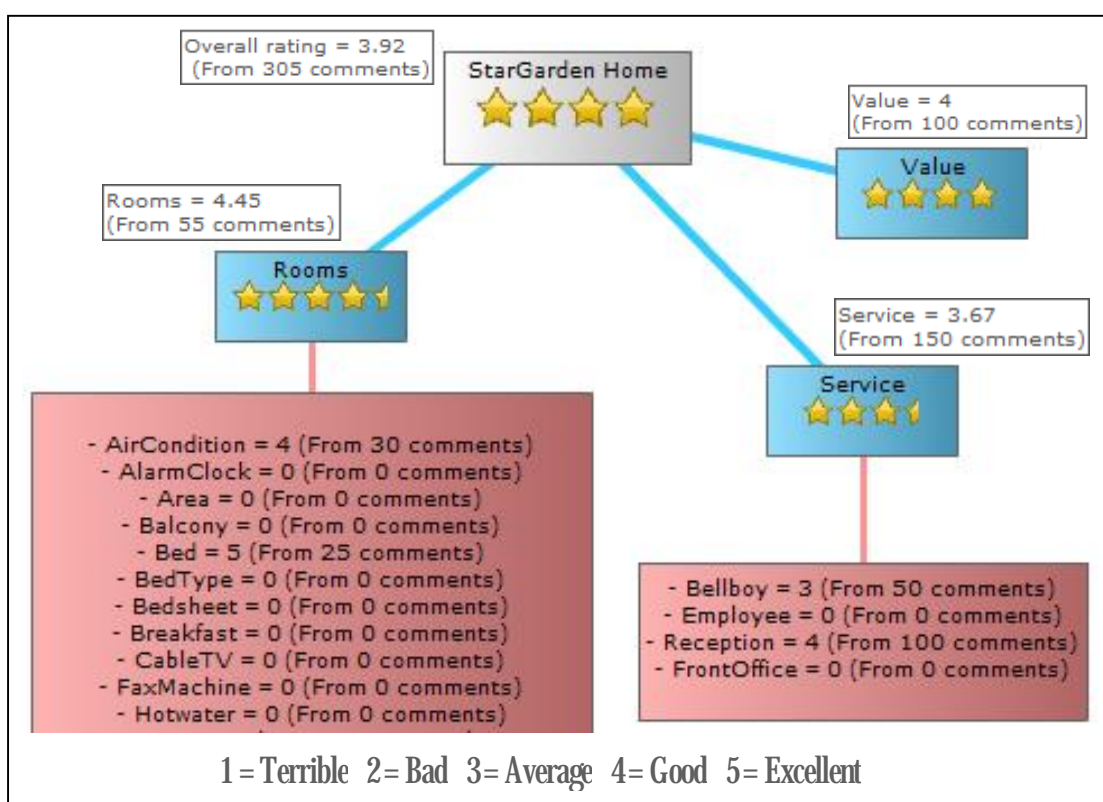 Overall rating = 3.92
(From 305 comments)
StarGarden Home
Value = 4
(From 100 comments)
Value
Rooms = 4.45
(From 55 comments)
Rooms
Service = 3.67
(From 150 comments)
Service
- AirCondition = 4 (From 30 comments)
- AlarmClock = 0 (From 0 comments)
- Area = 0 (From 0 comments)
- Balcony = 0 (From 0 comments)
- Bed = 5 (From 25 comments)
- BedType = 0 (From 0 comments)
- Bedsheet = 0 (From 0 comments)
- Breakfast = 0 (From 0 comments)
- CableTV = 0 (From 0 comments)
- FaxMachine = 0 (From 0 comments)
- Hotwater = 0 (From 0 comments)
- Bellboy = 3 (From 50 comments)
- Employee = 0 (From 0 comments)
- Reception = 4 (From 100 comments)
- FrontOffice = 0 (From 0 comments)
1 = Terrible 2 = Bad 3 = Average 4 = Good 5 = Excellent